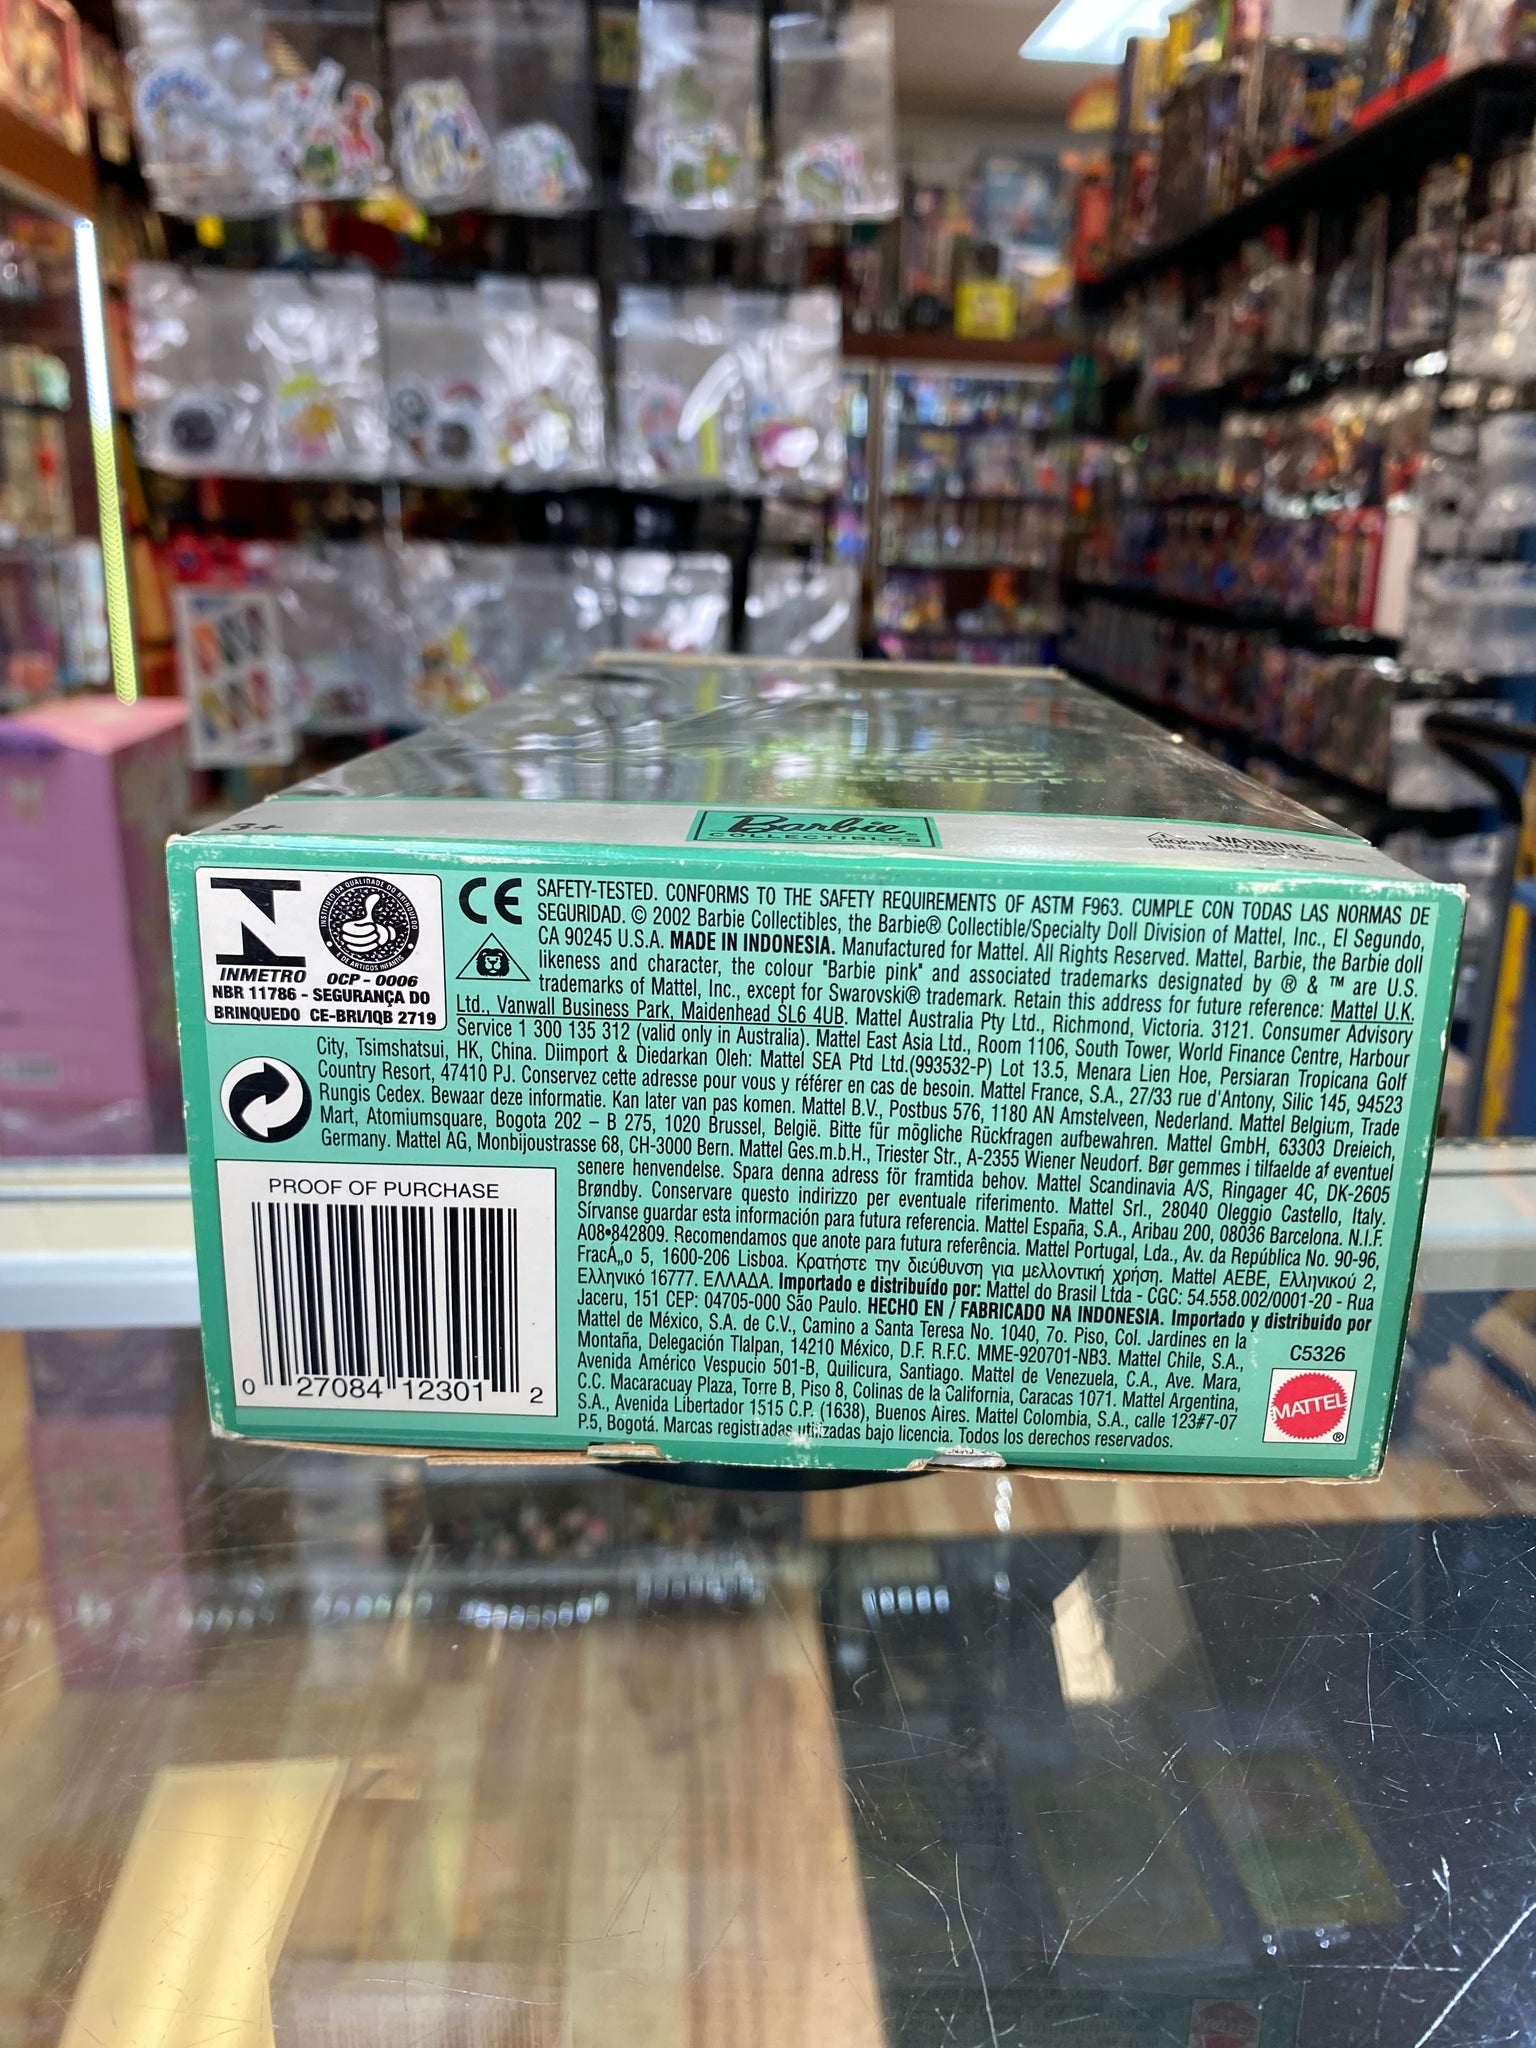 3+
Barbie®
COLLECTIBLES
WARNING:
CHOKING HAZARD
INSTITUTO DA QUALIDADE DO BRINQUEDO
E DE ARTIGOS INFANTIS
INMETRO OCP - 0006
NBR 11786 - SEGURANÇA DO
BRINQUEDO CE-BRI/IQB 2719
CE
SAFETY-TESTED. CONFORMS TO THE SAFETY REQUIREMENTS OF ASTM F963. CUMPLE CON TODAS LAS NORMAS DE
SEGURIDAD. © 2002 Barbie Collectibles, the Barbie® Collectible/Specialty Doll Division of Mattel, Inc., El Segundo,
CA 90245 U.S.A. MADE IN INDONESIA. Manufactured for Mattel. All Rights Reserved. Mattel, Barbie, the Barbie doll
likeness and character, the colour "Barbie pink" and associated trademarks designated by ® & ™ are U.S.
trademarks of Mattel, Inc., except for Swarovski® trademark. Retain this address for future reference: Mattel U.K.
Ltd., Vanwall Business Park, Maidenhead SL6 4UB. Mattel Australia Pty Ltd., Richmond, Victoria. 3121. Consumer Advisory
Service 1 300 135 312 (valid only in Australia). Mattel East Asia Ltd., Room 1106, South Tower, World Finance Centre, Harbour
City, Tsimshatsui, HK, China. Diimport & Diedarkan Oleh: Mattel SEA Ptd Ltd.(993532-P) Lot 13.5, Menara Lien Hoe, Persiaran Tropicana Golf
Country Resort, 47410 PJ. Conservez cette adresse pour vous y référer en cas de besoin. Mattel France, S.A., 27/33 rue d'Antony, Silic 145, 94523
Rungis Cedex. Bewaar deze informatie. Kan later van pas komen. Mattel B.V., Postbus 576, 1180 AN Amstelveen, Nederland. Mattel Belgium, Trade
Mart, Atomiumsquare, Bogota 202 – B 275, 1020 Brussel, België. Bitte für mögliche Rückfragen aufbewahren. Mattel GmbH, 63303 Dreieich,
Germany. Mattel AG, Monbijoustrasse 68, CH-3000 Bern. Mattel Ges.m.b.H., Triester Str., A-2355 Wiener Neudorf. Bør gemmes i tilfaelde af eventuel
senere henvendelse. Spara denna adress för framtida behov. Mattel Scandinavia A/S, Ringager 4C, DK-2605
Brøndby. Conservare questo indirizzo per eventuale riferimento. Mattel Srl., 28040 Oleggio Castello, Italy.
Sírvanse guardar esta información para futura referencia. Mattel España, S.A., Aribau 200, 08036 Barcelona. N.I.F.
A08•842809. Recomendamos que anote para futura referência. Mattel Portugal, Lda., Av. da República No. 90-96,
FracÁ„o 5, 1600-206 Lisboa. Κρατήστε την διεύθυνση για μελλοντική χρήση. Mattel AEBE, Ελληνικού 2,
Ελληνικό 16777. ΕΛΛΑΔΑ. Importado e distribuído por: Mattel do Brasil Ltda - CGC: 54.558.002/0001-20 - Rua
Jaceru, 151 CEP: 04705-000 São Paulo. HECHO EN / FABRICADO NA INDONESIA. Importado y distribuido por
Mattel de México, S.A. de C.V., Camino a Santa Teresa No. 1040, 7o. Piso, Col. Jardines en la
Montaña, Delegación Tlalpan, 14210 México, D.F. R.F.C. MME-920701-NB3. Mattel Chile, S.A.,
Avenida Américo Vespucio 501-B, Quilicura, Santiago. Mattel de Venezuela, C.A., Ave. Mara,
C.C. Macaracuay Plaza, Torre B, Piso 8, Colinas de la California, Caracas 1071. Mattel Argentina,
S.A., Avenida Libertador 1515 C.P. (1638), Buenos Aires. Mattel Colombia, S.A., calle 123#7-07
P.5, Bogotá. Marcas registradas utilizadas bajo licencia. Todos los derechos reservados.
PROOF OF PURCHASE
0 27084 12301 2
C5326
MATTEL®